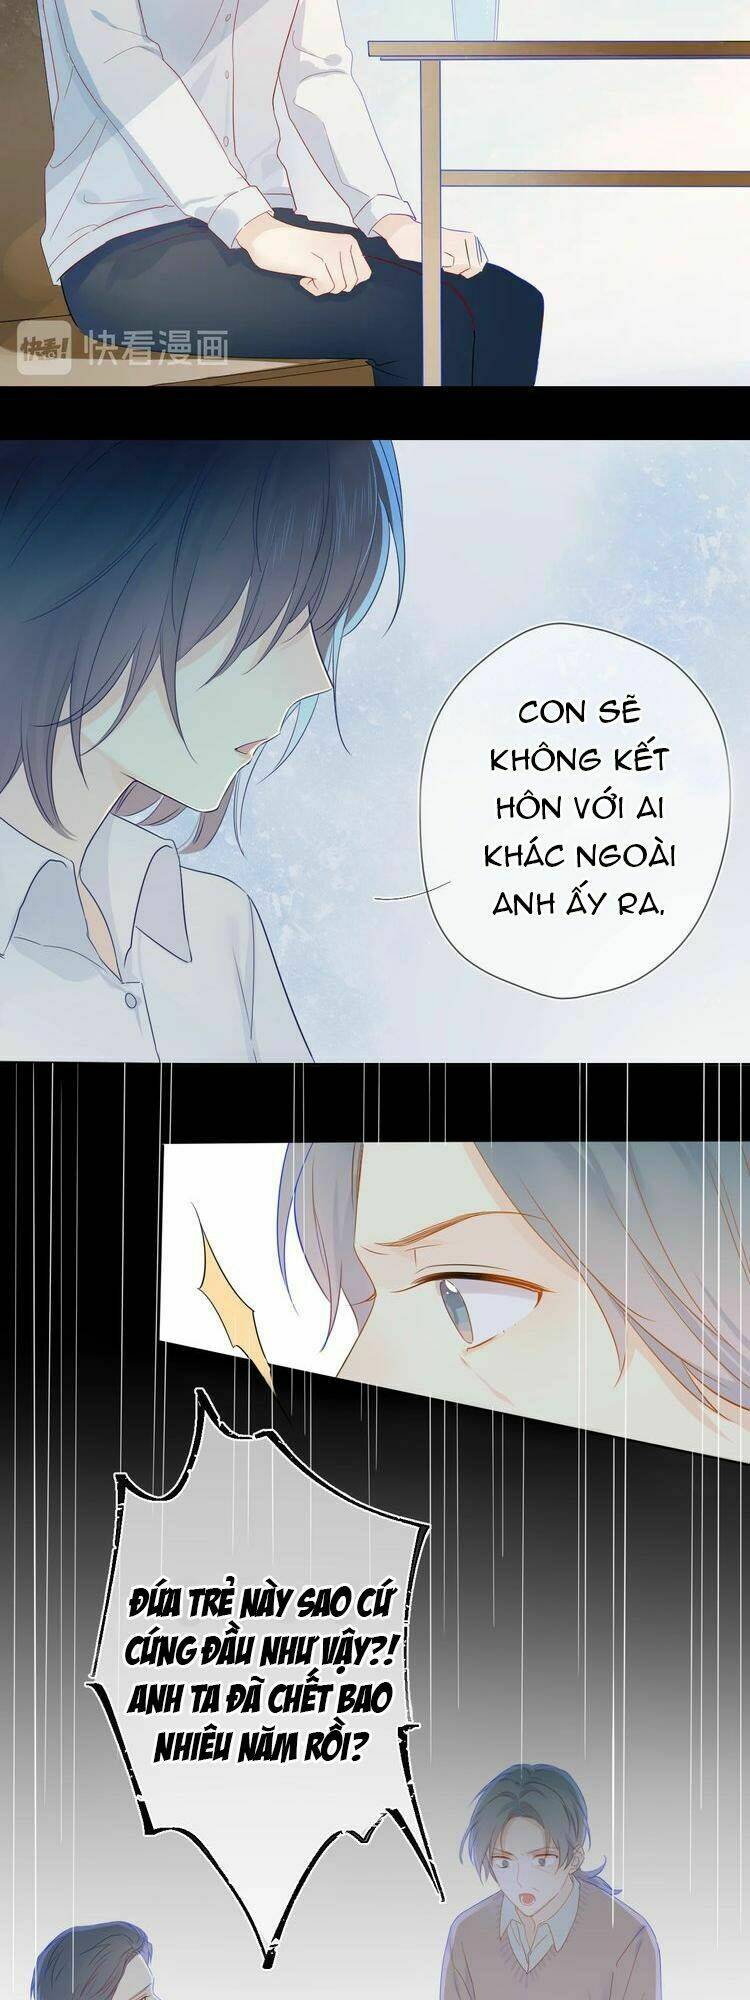 快看! 快看漫画
CON SẼ
KHÔNG KẾT
HÔN VỚI AI
KHÁC NGOÀI
ANH ẤY RA.
ĐỨA TRẺ NÀY SAO CỨ
CỨNG ĐẦU NHƯ VẬY?!
ANH TA ĐÃ CHẾT BAO
NHIÊU NĂM RỒI?